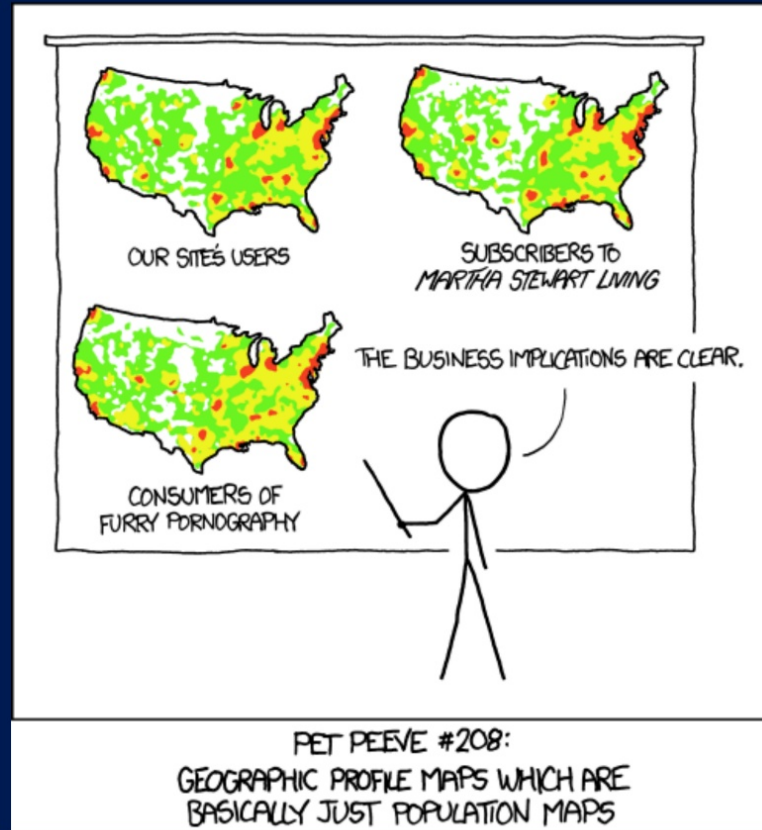 OUR SITE'S USERS
SUBSCRIBERS TO
MARTHA STEWART LIVING
CONSUMERS OF
FURRY PORNOGRAPHY
THE BUSINESS IMPLICATIONS ARE CLEAR.
PET PEEVE #208:
GEOGRAPHIC PROFILE MAPS WHICH ARE
BASICALLY JUST POPULATION MAPS